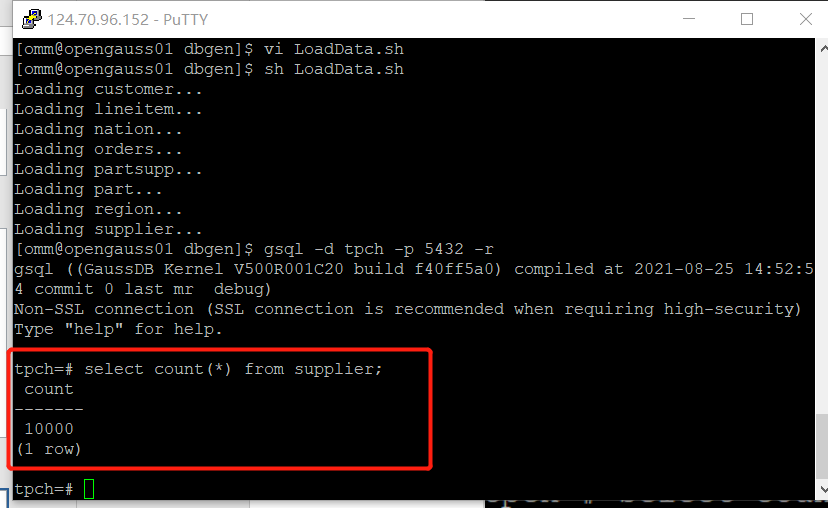 124.70.96.152 - PuTTY
[omm@opengauss01 dbgen]$ vi LoadData.sh
[omm@opengauss01 dbgen]$ sh LoadData.sh
Loading customer...
Loading lineitem...
Loading nation...
Loading orders...
Loading partsupp...
Loading part...
Loading region...
Loading supplier...
[omm@opengauss01 dbgen]$ gsql -d tpch -p 5432 -r
gsql ((GaussDB Kernel V500R001C20 build f40ff5a0) compiled at 2021-08-25 14:52:5
4 commit 0 last mr  debug)
Non-SSL connection (SSL connection is recommended when requiring high-security)
Type "help" for help.
tpch=# select count(*) from supplier;
count
-------
10000
(1 row)
tpch=#